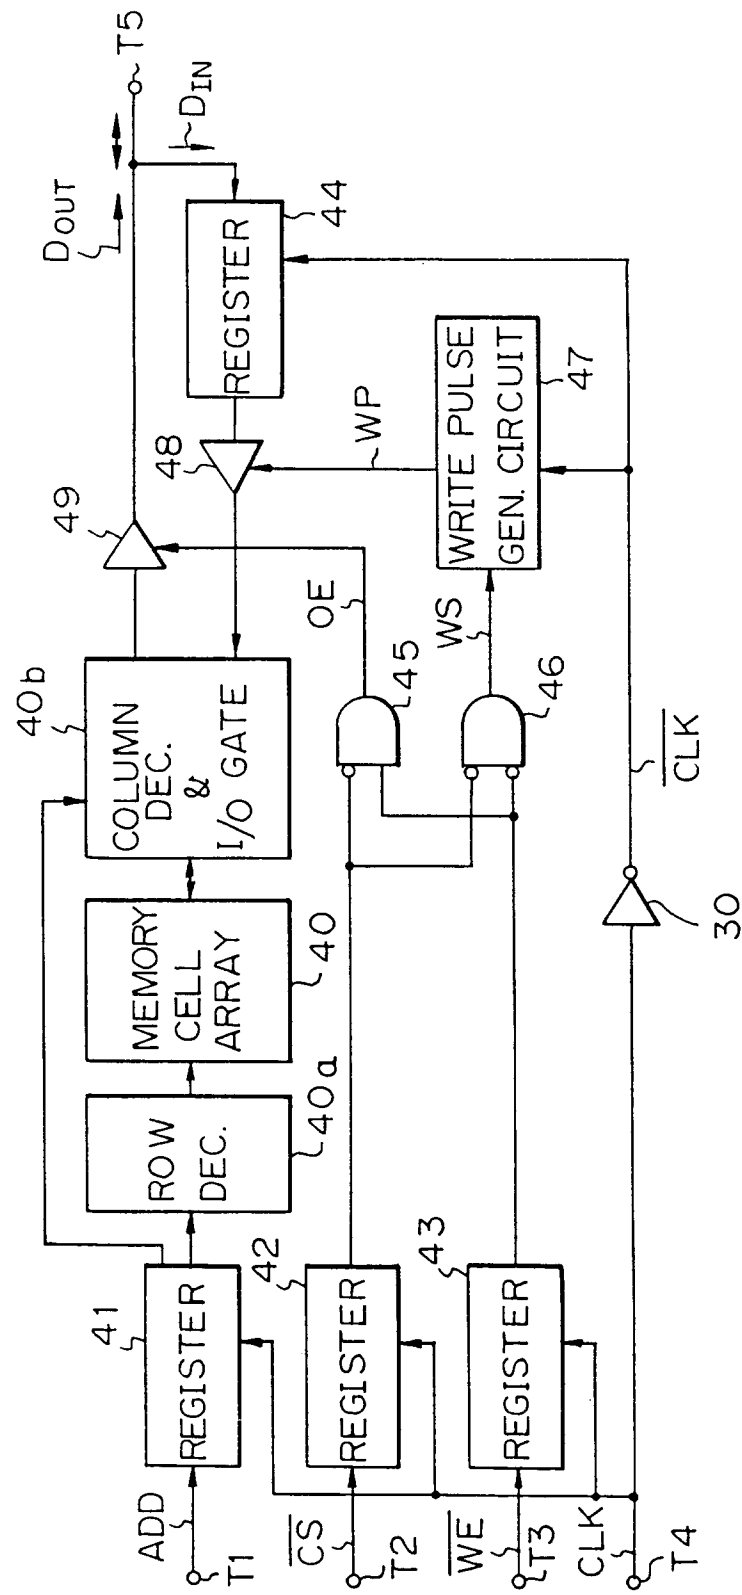 ADD
T1
REGISTER
41
ROW
DEC.
40a
MEMORY
CELL
ARRAY
40
COLUMN
DEC.
&
I/O GATE
40b
49
DOUT
T5
DIN
REGISTER
44
48
WP
CS
T2
REGISTER
42
OE
45
WE
T3
REGISTER
43
WS
46
WRITE PULSE
GEN. CIRCUIT
47
CLK
T4
30
CLK